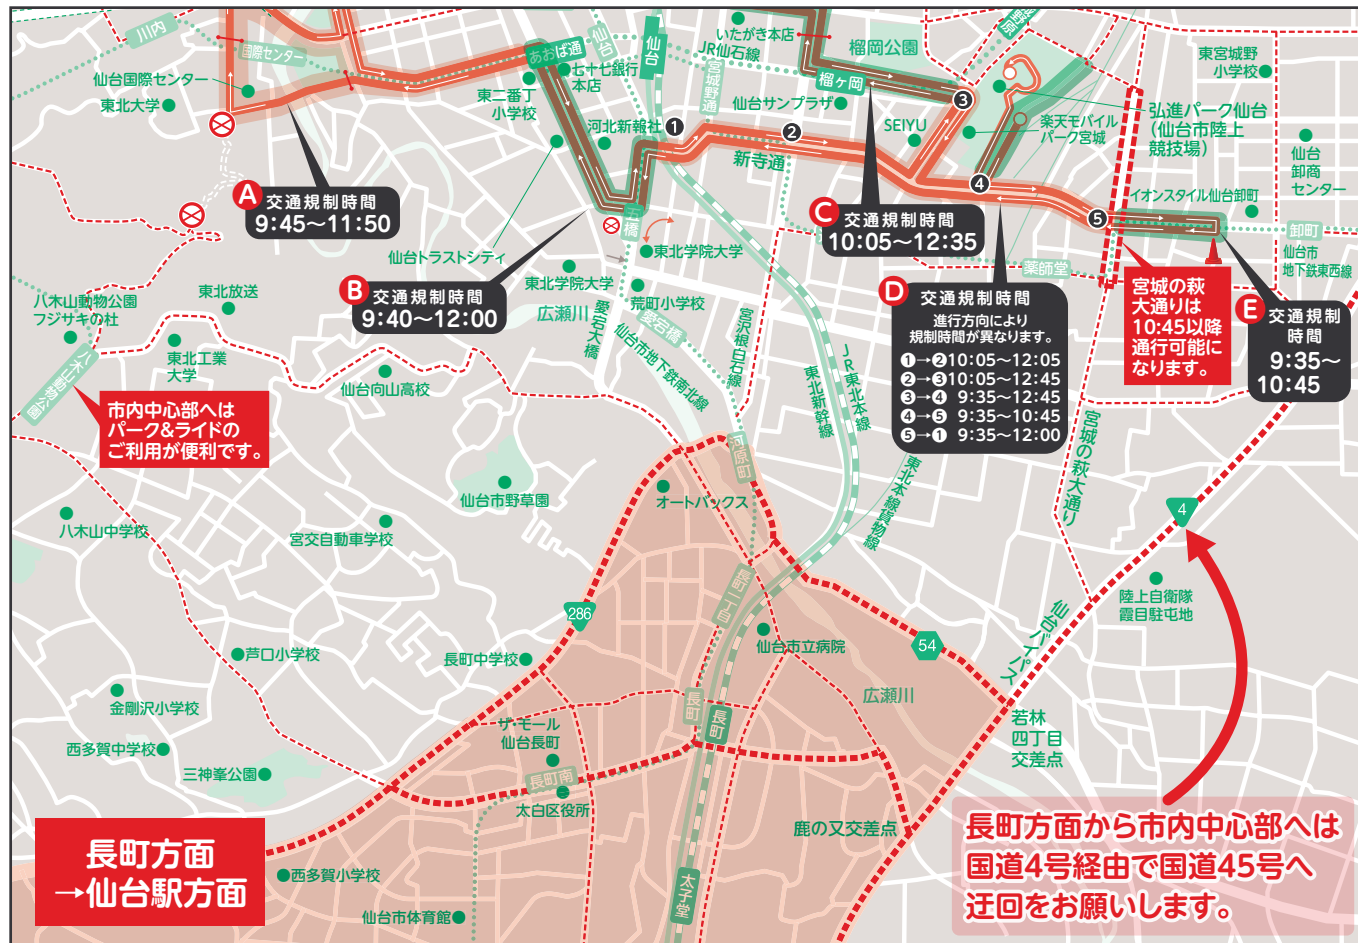 川内
国際センター
仙台国際センター
東北大学
あおば通
七十七銀行
本店
東二番丁
小学校
河北新報社
仙台
仙台
いたがき本店
JR仙石線
宮城野通
榴岡公園
榴ヶ岡
仙台サンプラザ
SEIYU
新寺通
1
2
3
4
5
楽天モバイル
パーク宮城
弘進パーク仙台
(仙台市陸上
競技場)
東宮城野
小学校
仙台
卸商
センター
イオンスタイル仙台卸町
卸町
仙台市
地下鉄東西線
薬師堂
A
交通規制時間
9:45〜11:50
B
交通規制時間
9:40〜12:00
C
交通規制時間
10:05〜12:35
D
交通規制時間
進行方向により
規制時間が異なります。
1→2 10:05〜12:05
2→3 10:05〜12:45
3→4 9:35〜12:45
4→5 9:35〜10:45
5→1 9:35〜12:00
E
交通規制
時間
9:35〜
10:45
宮城の萩
大通りは
10:45以降
通行可能に
なります。
仙台トラストシティ
五橋
東北学院大学
東北学院大学
荒町小学校
広瀬川
愛宕大橋
愛宕橋
仙台市地下鉄南北線
宮沢根白石線
東北新幹線
JR東北本線
東北本線貨物線
宮城の萩大通り
八木山動物公園
フジサキの杜
八木山動物公園
東北放送
東北工業
大学
仙台向山高校
市内中心部へは
パーク&ライドの
ご利用が便利です。
仙台市野草園
八木山中学校
宮交自動車学校
河原町
オートバックス
長町一丁目
4
陸上自衛隊
霞目駐屯地
仙台バイパス
286
54
仙台市立病院
広瀬川
芦口小学校
長町中学校
金剛沢小学校
西多賀中学校
三神峯公園
ザ・モール
仙台長町
長町
長町
長町南
太白区役所
若林
四丁目
交差点
鹿の又交差点
太子堂
西多賀小学校
仙台市体育館
長町方面
→仙台駅方面
長町方面から市内中心部へは
国道4号経由で国道45号へ
迂回をお願いします。